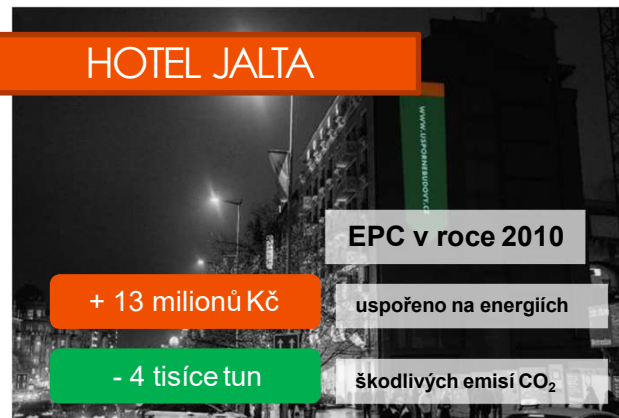 HOTEL JALTA
WWW.USPORNEBUDOVY.CZ
EPC v roce 2010
+ 13 milionů Kč
uspořeno na energiích
- 4 tisíce tun
škodlivých emisí CO₂